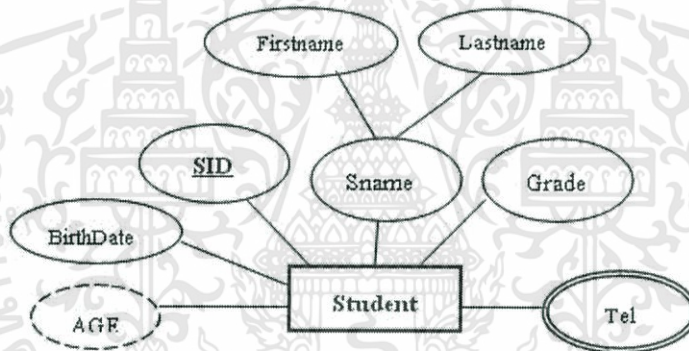 Firstname
Lastname
SID
Sname
Grade
BirthDate
AGE
Student
Tel